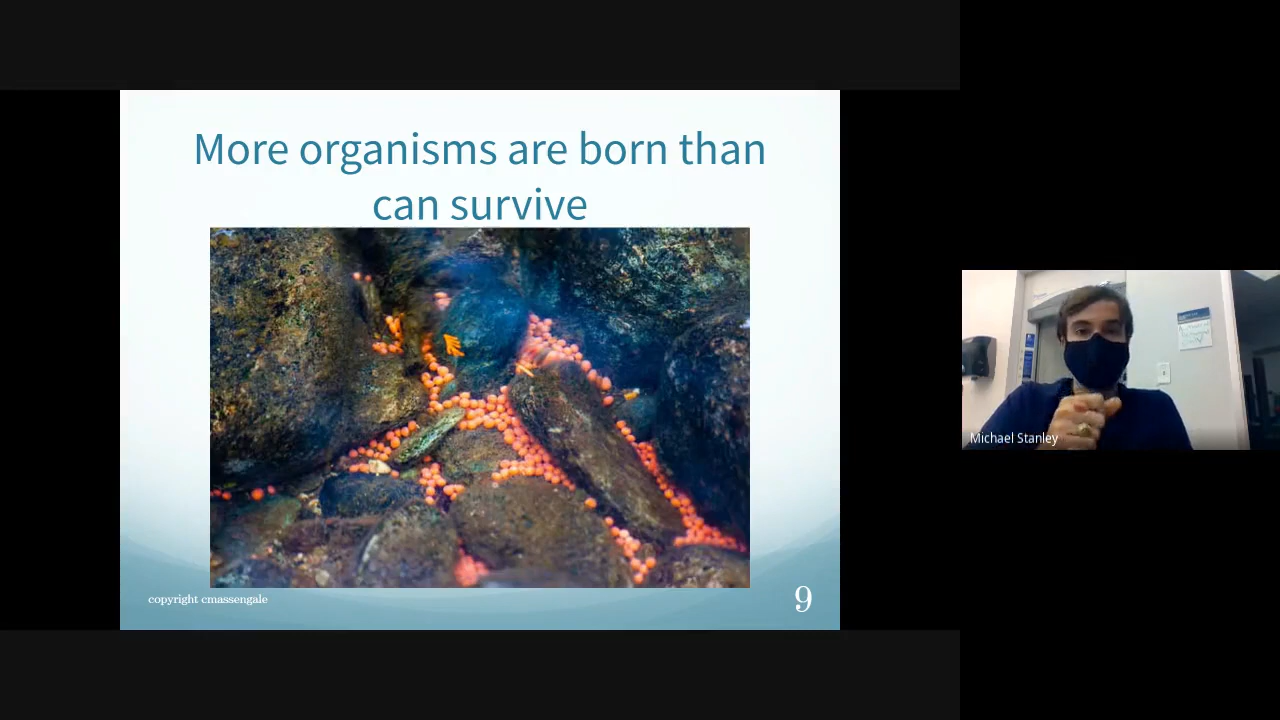 More organisms are born than
can survive
copyright cmassengale
9
Michael Stanley